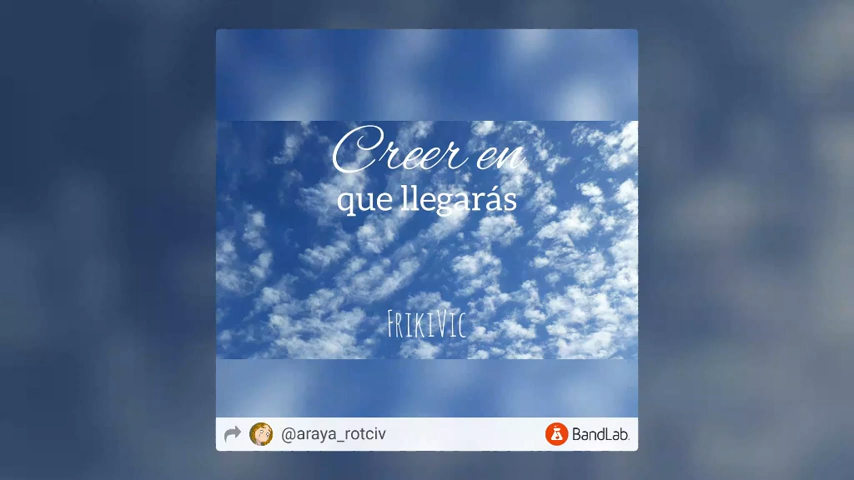 Creer en
que llegarás
FRIKIVIC
@araya_rotciv
BandLab.